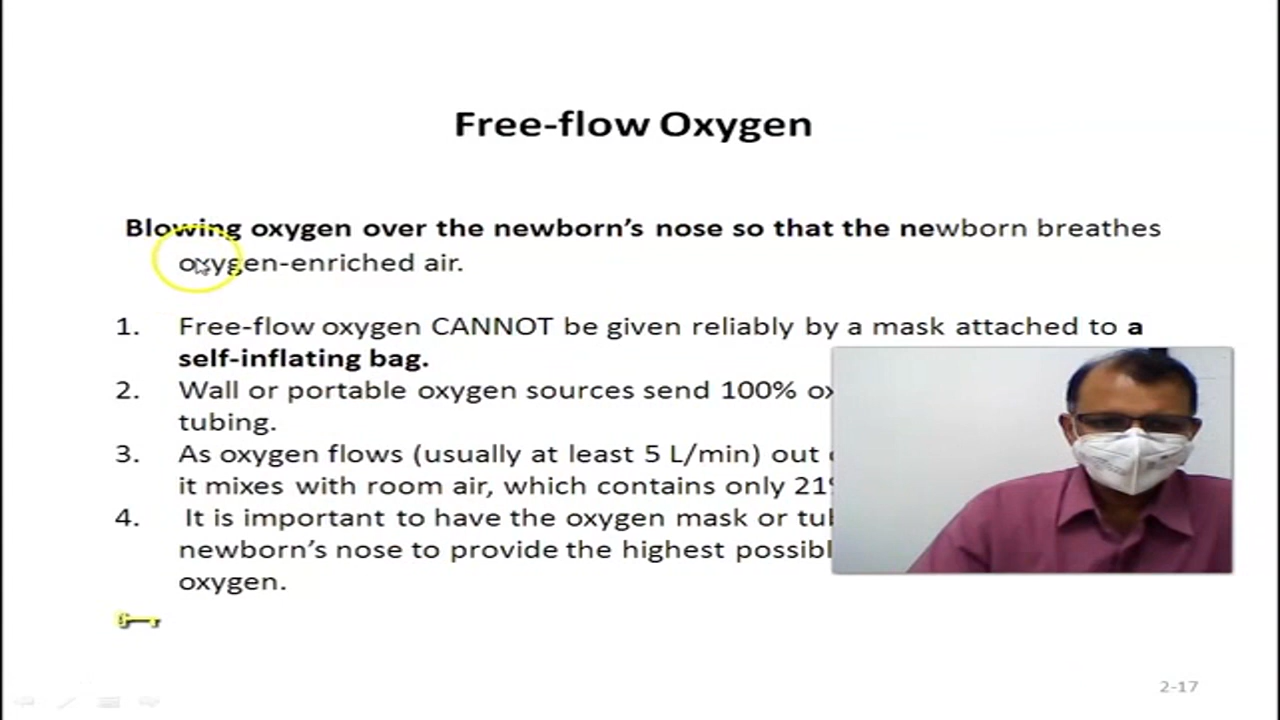 Free-flow Oxygen
Blowing oxygen over the newborn's nose so that the newborn breathes
oxygen-enriched air.
1. Free-flow oxygen CANNOT be given reliably by a mask attached to a
self-inflating bag.
2. Wall or portable oxygen sources send 100%
tubing.
3. As oxygen flows (usually at least 5 L/min) out
it mixes with room air, which contains only
4. It is important to have the oxygen mask or
newborn's nose to provide the highest
oxygen.
2-17